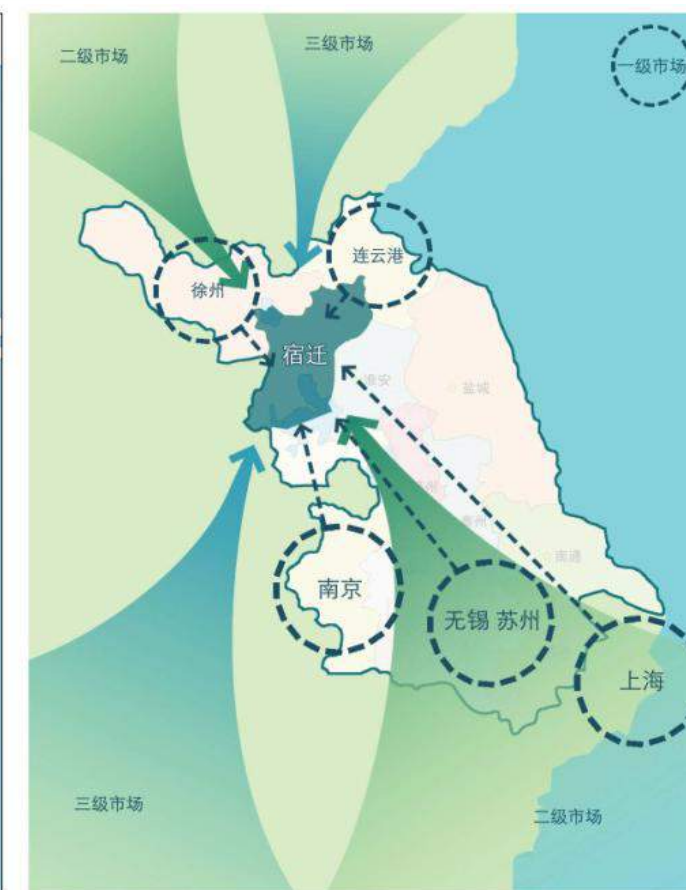 二级市场
三级市场
一级市场
连云港
徐州
宿迁
淮安
盐城
南通
南京
无锡 苏州
上海
三级市场
二级市场